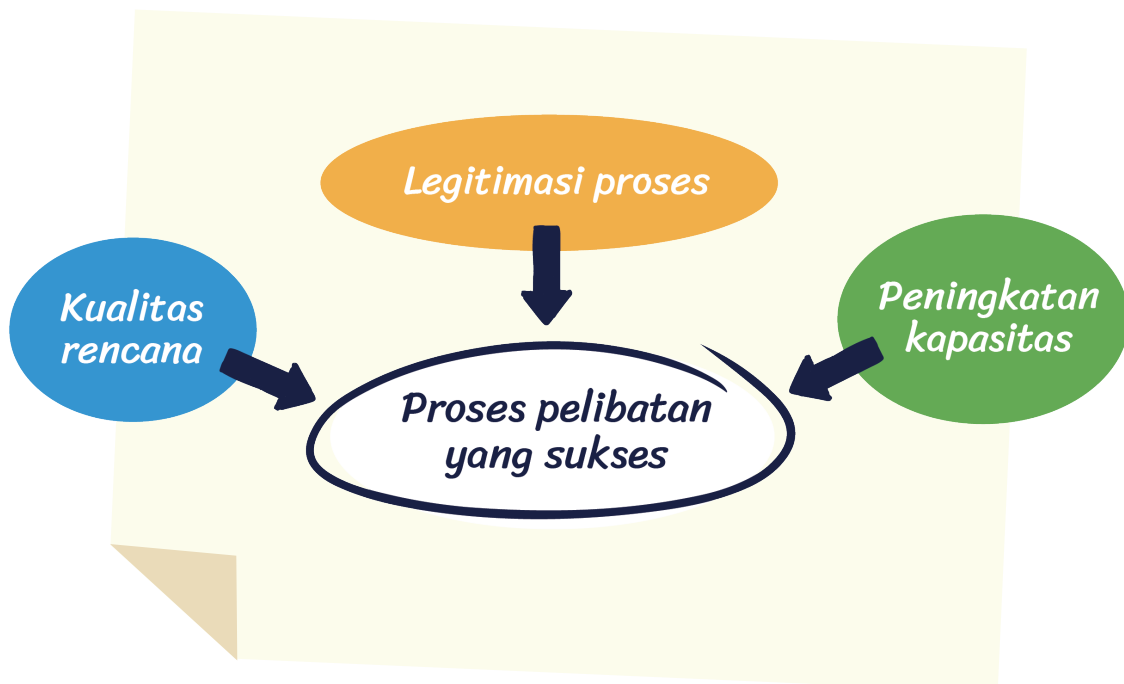 Legitimasi proses
Kualitas
rencana
Peningkatan
kapasitas
Proses pelibatan
yang sukses